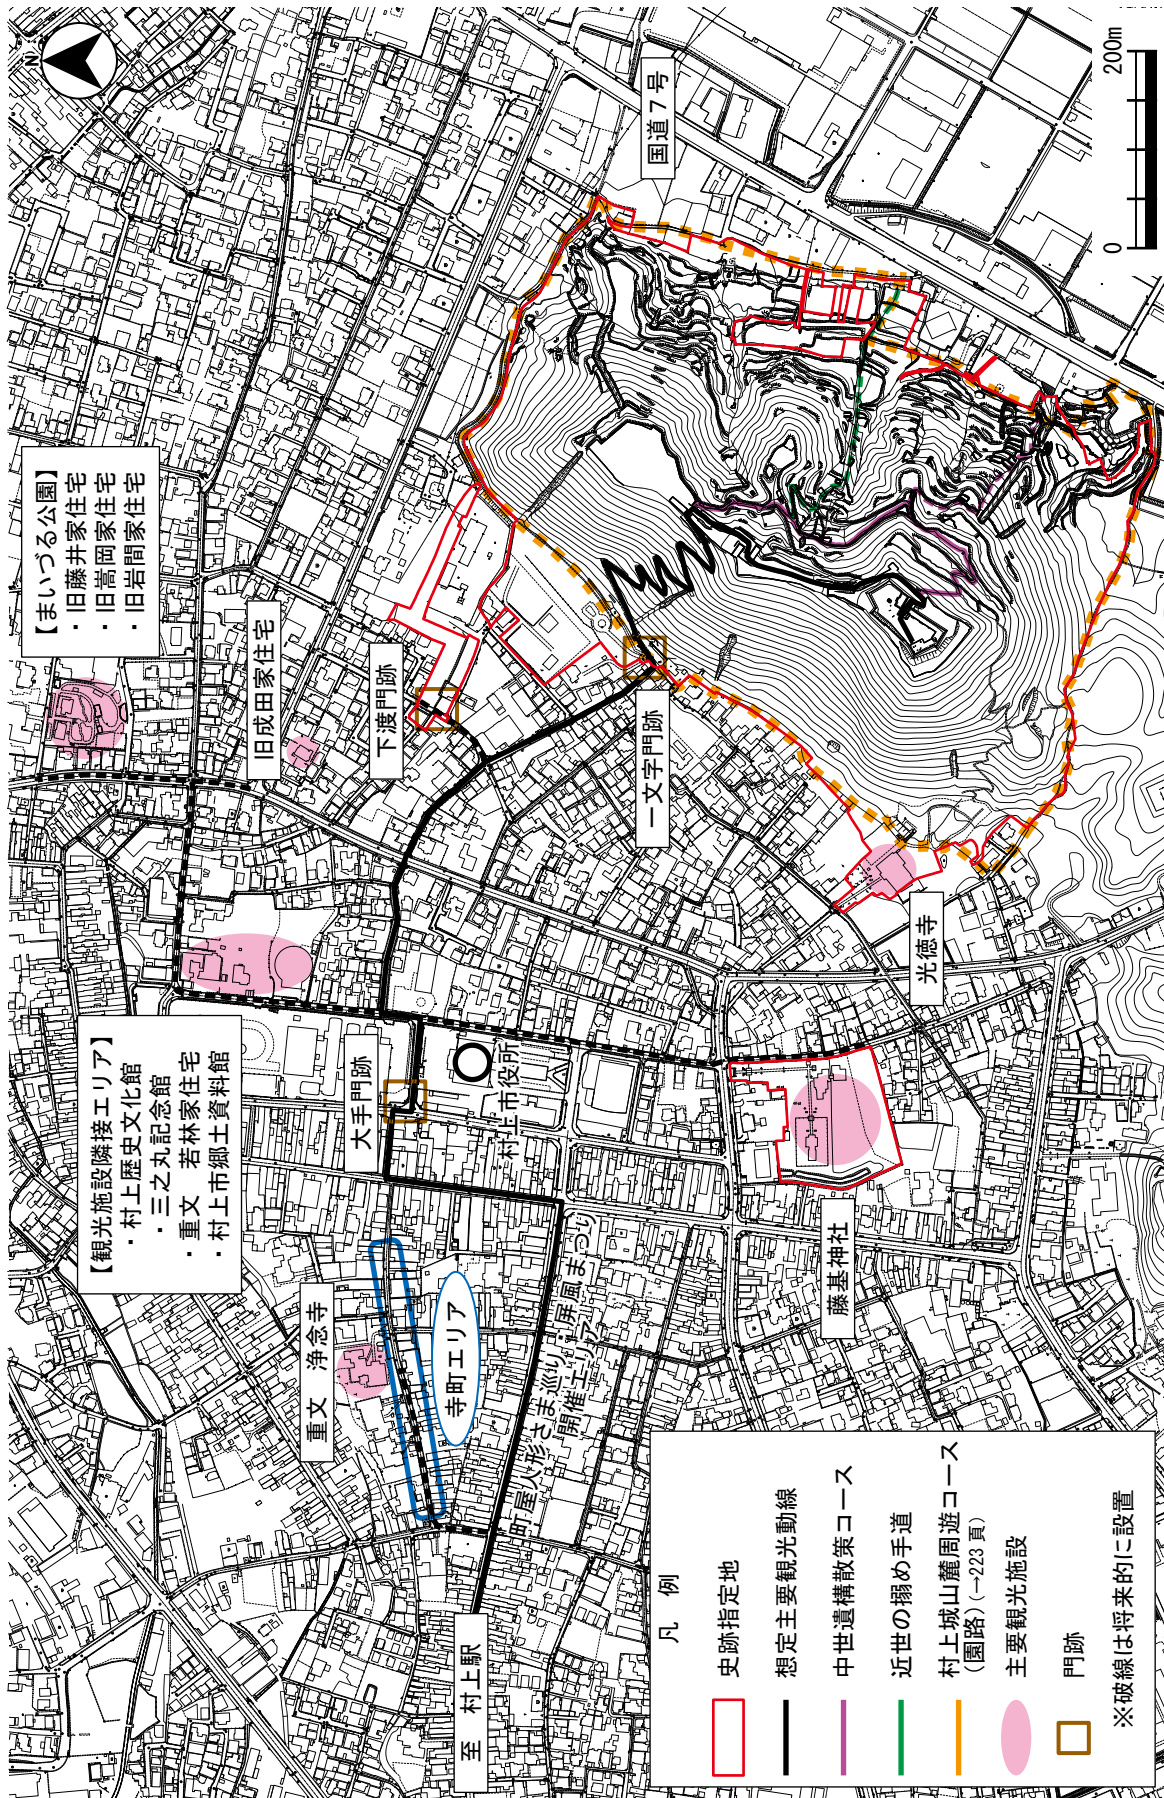 N
【まいづる公園】
・旧藤井家住宅
・旧嵩岡家住宅
・旧岩間家住宅
旧成田家住宅
下渡門跡
国道７号
一文字門跡
【観光施設隣接エリア】
・村上歴史文化館
・三之丸記念館
・重文　若林家住宅
・村上市郷土資料館
大手門跡
村上市役所
光徳寺
藤基神社
重文　浄念寺
寺町エリア
町屋人形さま巡り・屏風まつり
開催エリア
至　村上駅
0
200m
凡　例
史跡指定地
想定主要観光動線
中世遺構散策コース
近世の搦め手道
村上城山麓周遊コース
（園路）（→223 頁）
主要観光施設
門跡
※破線は将来的に設置